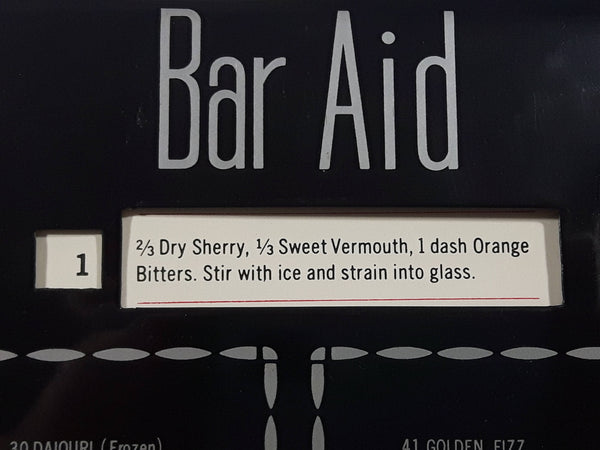 Bar Aid
1
⅔ Dry Sherry, ⅓ Sweet Vermouth, 1 dash Orange
Bitters. Stir with ice and strain into glass.
30 DAIQURI (Frozen)
41 GOLDEN FIZZ